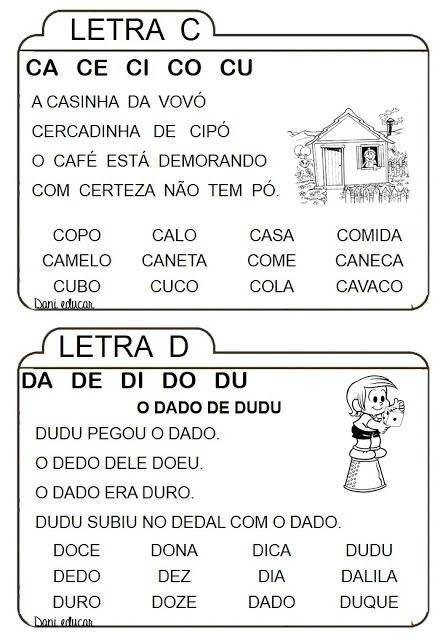 LETRA C
CA CE CI CO CU
A CASINHA DA VOVÓ
CERCADINHA DE CIPÓ
O CAFÉ ESTÁ DEMORANDO
COM CERTEZA NÃO TEM PÓ.
COPO CALO CASA COMIDA
CAMELO CANETA COME CANECA
CUBO CUCO COLA CAVACO
Dani educar
LETRA D
DA DE DI DO DU
O DADO DE DUDU
DUDU PEGOU O DADO.
O DEDO DELE DOEU.
O DADO ERA DURO.
DUDU SUBIU NO DEDAL COM O DADO.
DOCE DONA DICA DUDU
DEDO DEZ DIA DALILA
DURO DOZE DADO DUQUE
Dani educar